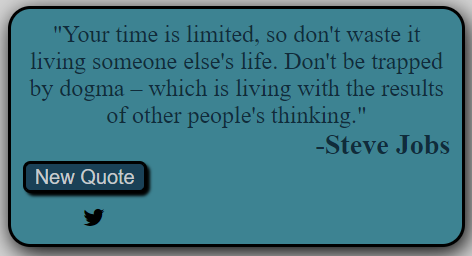 "Your time is limited, so don't waste it
living someone else's life. Don't be trapped
by dogma – which is living with the results
of other people's thinking."
-Steve Jobs
New Quote